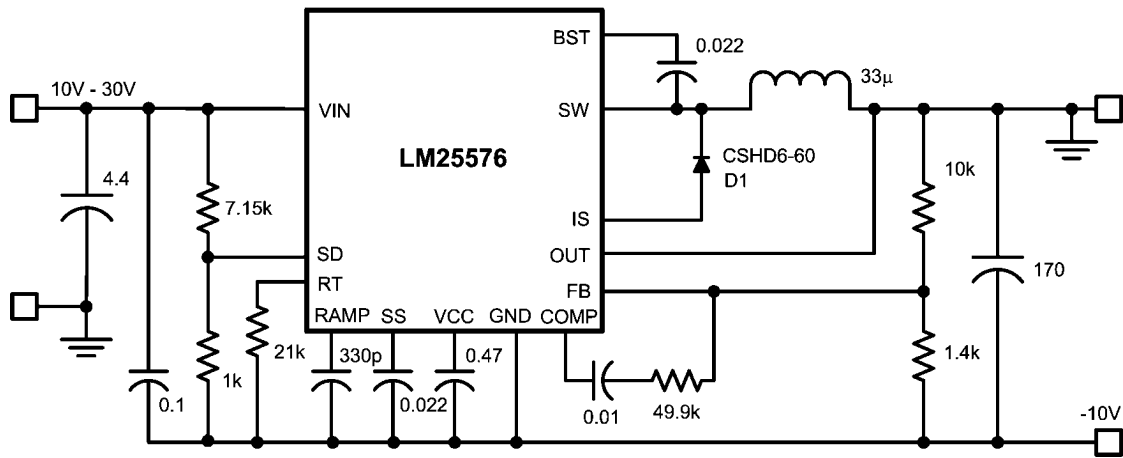 BST
0.022
33μ
10V - 30V
VIN
SW
LM25576
4.4
7.15k
CSHD6-60
D1
10k
IS
SD
OUT
170
RT
FB
RAMP
SS
VCC
GND
COMP
21k
330p
0.47
1k
1.4k
0.1
0.022
0.01
49.9k
-10V